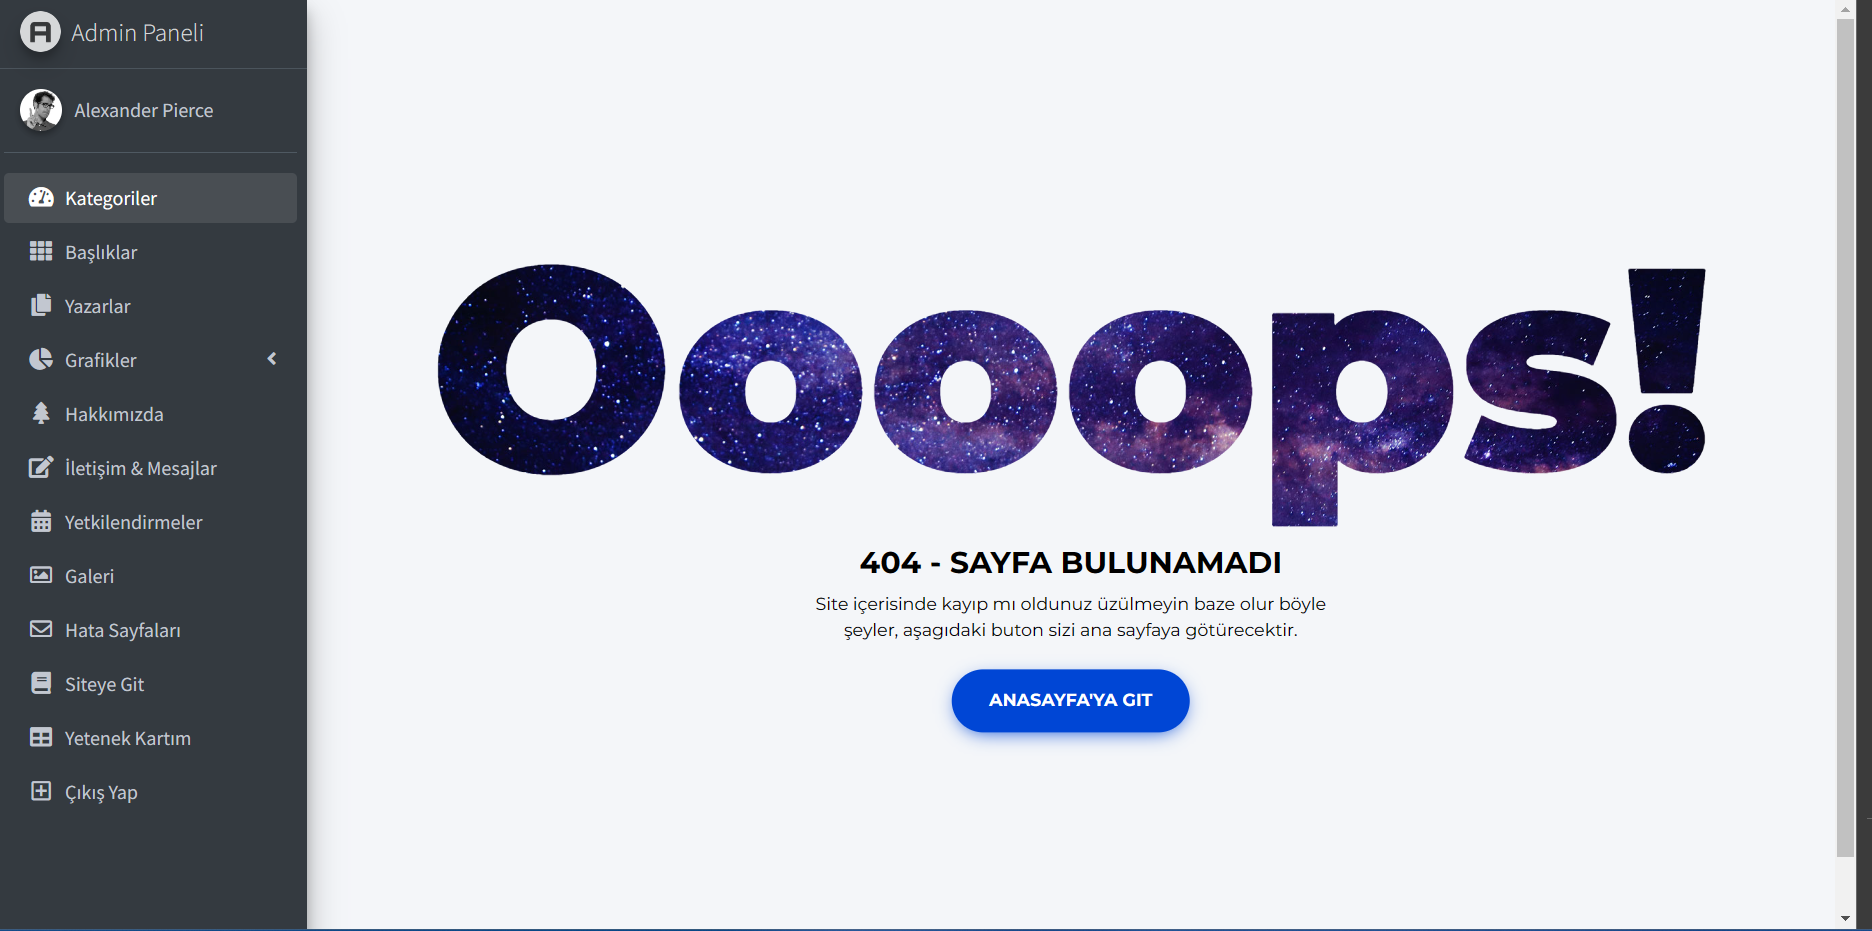 Admin Paneli
Alexander Pierce
Kategoriler
Başlıklar
Yazarlar
Grafikler
Hakkımızda
İletişim & Mesajlar
Yetkilendirmeler
Galeri
Hata Sayfaları
Siteye Git
Yetenek Kartım
Çıkış Yap
Oooops!
404 - SAYFA BULUNAMADI
Site içerisinde kayıp mı oldunuz üzülmeyin baze olur böyle
şeyler, aşagıdaki buton sizi ana sayfaya götürecektir.
ANASAYFA'YA GIT